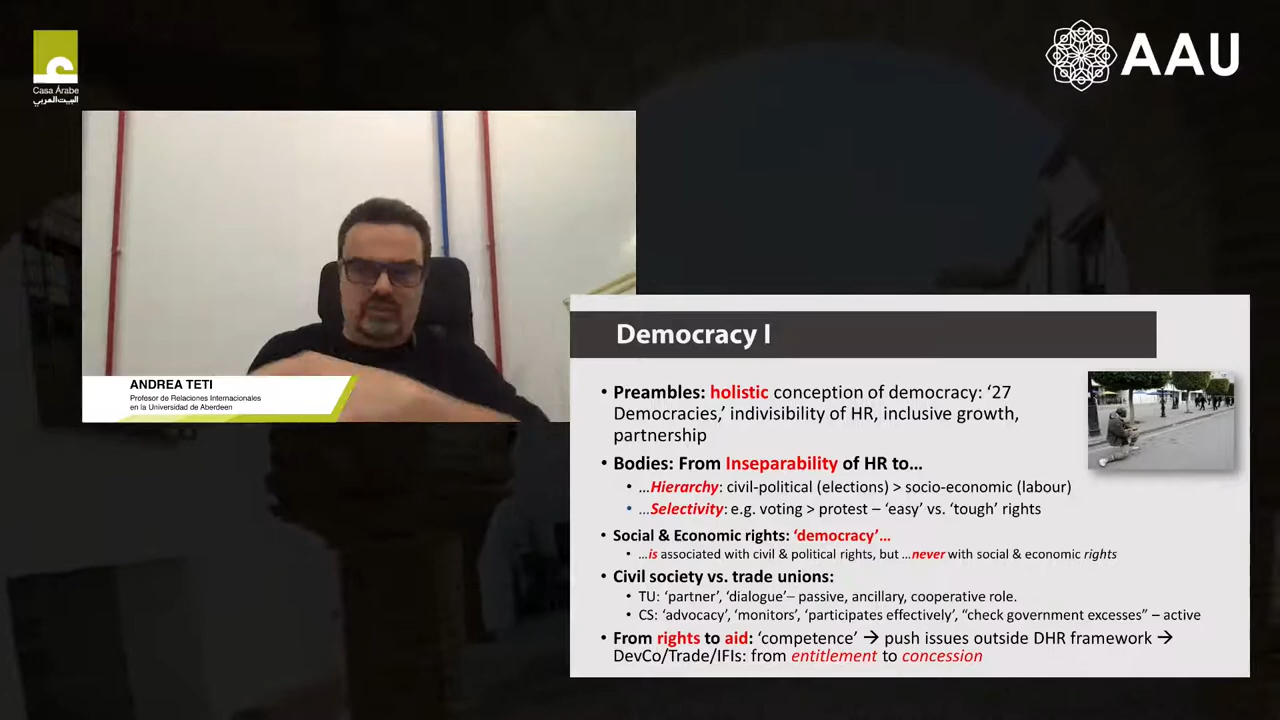 Casa Árabe
البيت العربي
AAU
ANDREA TETI
Profesor de Relaciones Internacionales
en la Universidad de Aberdeen
Democracy I
• Preambles: holistic conception of democracy: ‘27
Democracies,’ indivisibility of HR, inclusive growth,
partnership
• Bodies: From Inseparability of HR to…
• …Hierarchy: civil-political (elections) > socio-economic (labour)
• …Selectivity: e.g. voting > protest – ‘easy’ vs. ‘tough’ rights
• Social & Economic rights: ‘democracy’…
• …is associated with civil & political rights, but …never with social & economic rights
• Civil society vs. trade unions:
• TU: ‘partner’, ‘dialogue’– passive, ancillary, cooperative role.
• CS: ‘advocacy’, ‘monitors’, ‘participates effectively’, “check government excesses” – active
• From rights to aid: ‘competence’ → push issues outside DHR framework →
DevCo/Trade/IFIs: from entitlement to concession